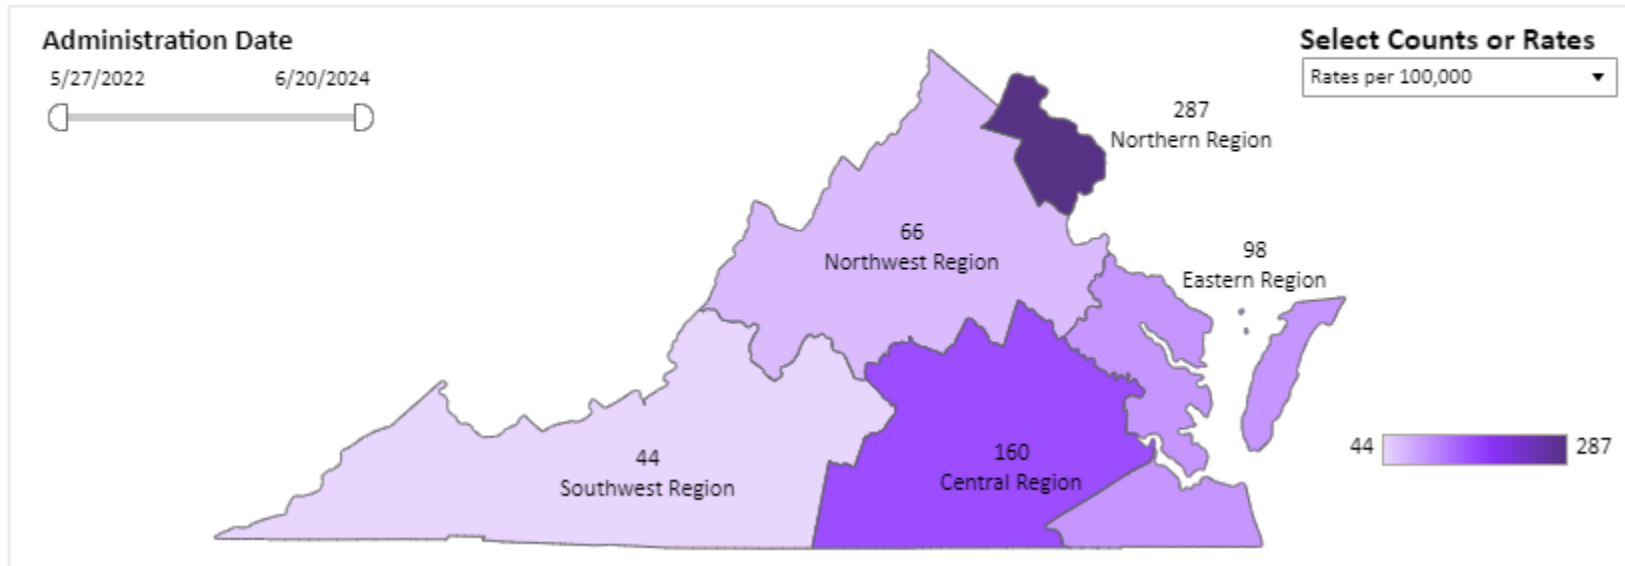 Administration Date
5/27/2022 6/20/2024
Select Counts or Rates
Rates per 100,000
287
Northern Region
66
Northwest Region
98
Eastern Region
44
Southwest Region
160
Central Region
44 287